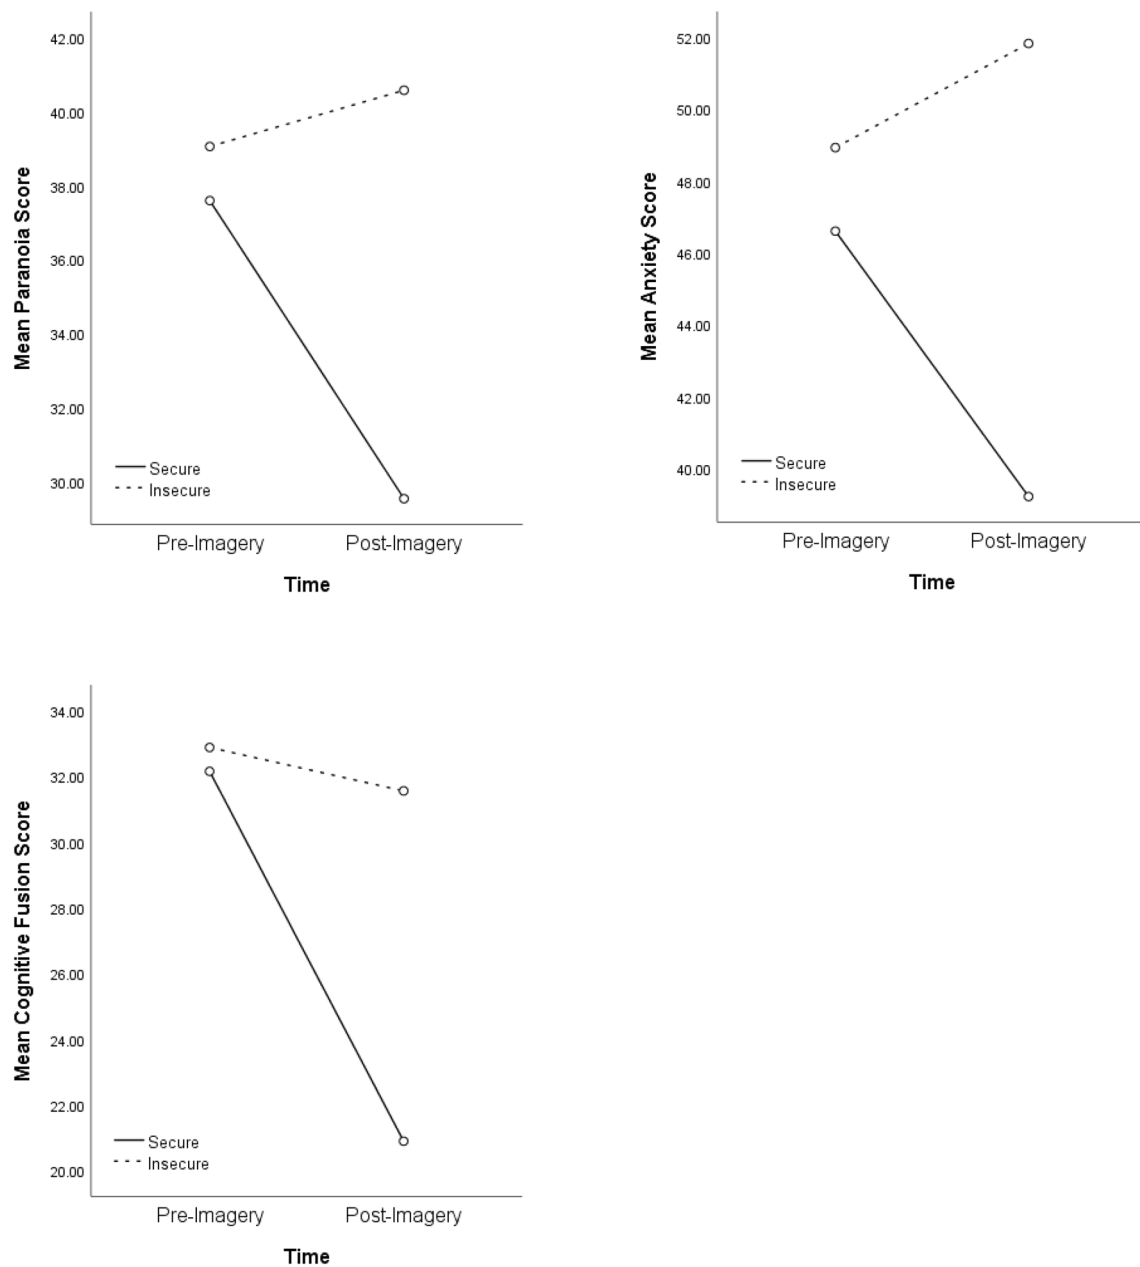 Mean Paranoia Score
42.00
40.00
38.00
36.00
34.00
32.00
30.00
Secure
Insecure
Pre-Imagery Post-Imagery
Time
Mean Anxiety Score
52.00
50.00
48.00
46.00
44.00
42.00
40.00
Secure
Insecure
Pre-Imagery Post-Imagery
Time
Mean Cognitive Fusion Score
34.00
32.00
30.00
28.00
26.00
24.00
22.00
20.00
Secure
Insecure
Pre-Imagery Post-Imagery
Time